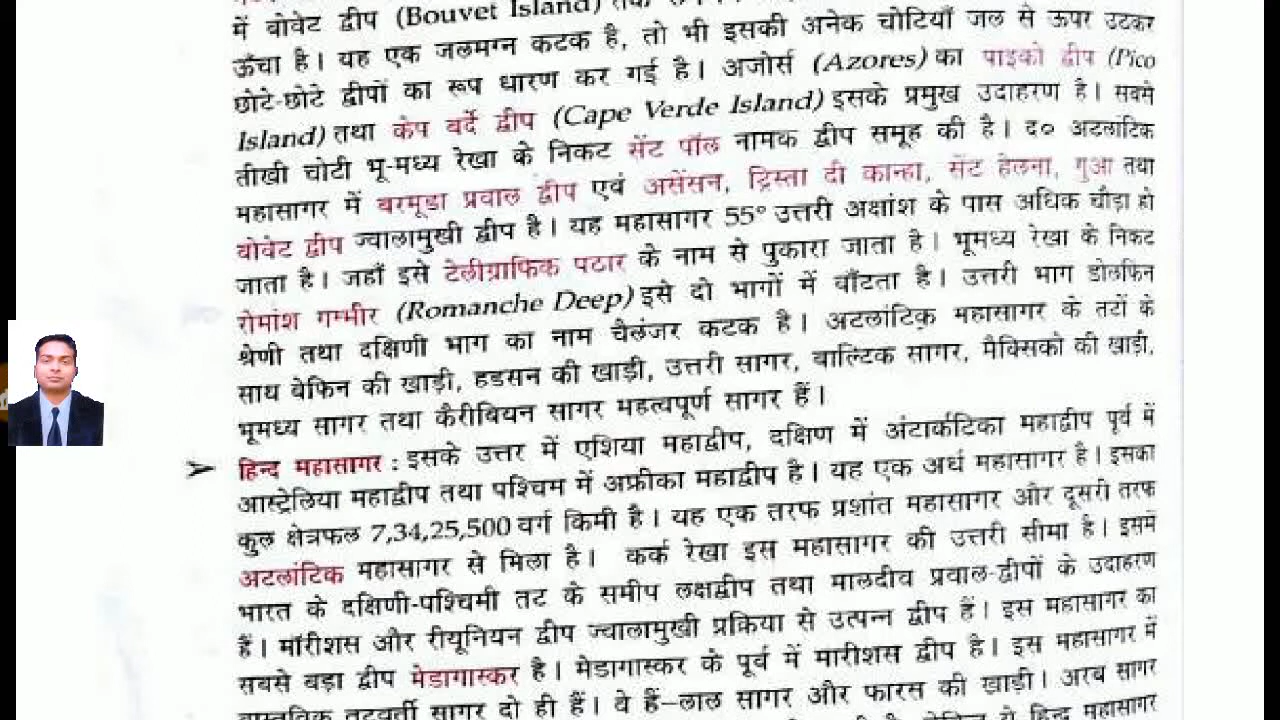 में बोवेट द्वीप (Bouvet Island)
ऊँचा है। यह एक जलमग्न कटक है, तो भी इसकी अनेक चोटियाँ जल से ऊपर उटकर
छोटे-छोटे द्वीपों का रूप धारण कर गई है। अजोर्स (Azores) का पाइको द्वीप (Pico
Island) तथा केप वर्दे द्वीप (Cape Verde Island) इसके प्रमुख उदाहरण है। सबसे
तीखी चोटी भू-मध्य रेखा के निकट सेंट पॉल नामक द्वीप समूह की है। द० अटलांटिक
महासागर में बरमूडा प्रवाल द्वीप एवं असेंसन, ट्रिस्ता दी कान्हा, सेंट हेलना, गुआ तथा
वोवेट द्वीप ज्वालामुखी द्वीप है। यह महासागर 55° उत्तरी अक्षांश के पास अधिक चौड़ा हो
जाता है। जहाँ इसे टेलीग्राफिक पटार के नाम से पुकारा जाता है। भूमध्य रेखा के निकट
रोमांश गम्भीर (Romanche Deep) इसे दो भागों में बाँटता है। उत्तरी भाग डोलफिन
श्रेणी तथा दक्षिणी भाग का नाम चैलंजर कटक है। अटलांटिक महासागर के तटों के
साथ बेफिन की खाड़ी, हडसन की खाड़ी, उत्तरी सागर, बाल्टिक सागर, मैक्सिको की खाड़ी,
भूमध्य सागर तथा कैरीबियन सागर महत्वपूर्ण सागर हैं।
➢ हिन्द महासागर : इसके उत्तर में एशिया महाद्वीप, दक्षिण में अंटार्कटिका महाद्वीप पूर्व में
आस्ट्रेलिया महाद्वीप तथा पश्चिम में अफ्रीका महाद्वीप है। यह एक अर्ध महासागर है। इसका
कुल क्षेत्रफल 7,34,25,500 वर्ग किमी है। यह एक तरफ प्रशांत महासागर और दूसरी तरफ
अटलांटिक महासागर से मिला है। कर्क रेखा इस महासागर की उत्तरी सीमा है। इसमें
भारत के दक्षिणी-पश्चिमी तट के समीप लक्षद्वीप तथा मालदीव प्रवाल-द्वीपों के उदाहरण
हैं। मॉरीशस और रीयूनियन द्वीप ज्वालामुखी प्रक्रिया से उत्पन्न द्वीप हैं। इस महासागर का
सबसे बड़ा द्वीप मेडागास्कर है। मेडागास्कर के पूर्व में मारीशस द्वीप है। इस महासागर में
वास्तविक तटवर्ती सागर दो ही हैं। वे हैं–लाल सागर और फारस की खाड़ी। अरब सागर
हिन्द महासागर